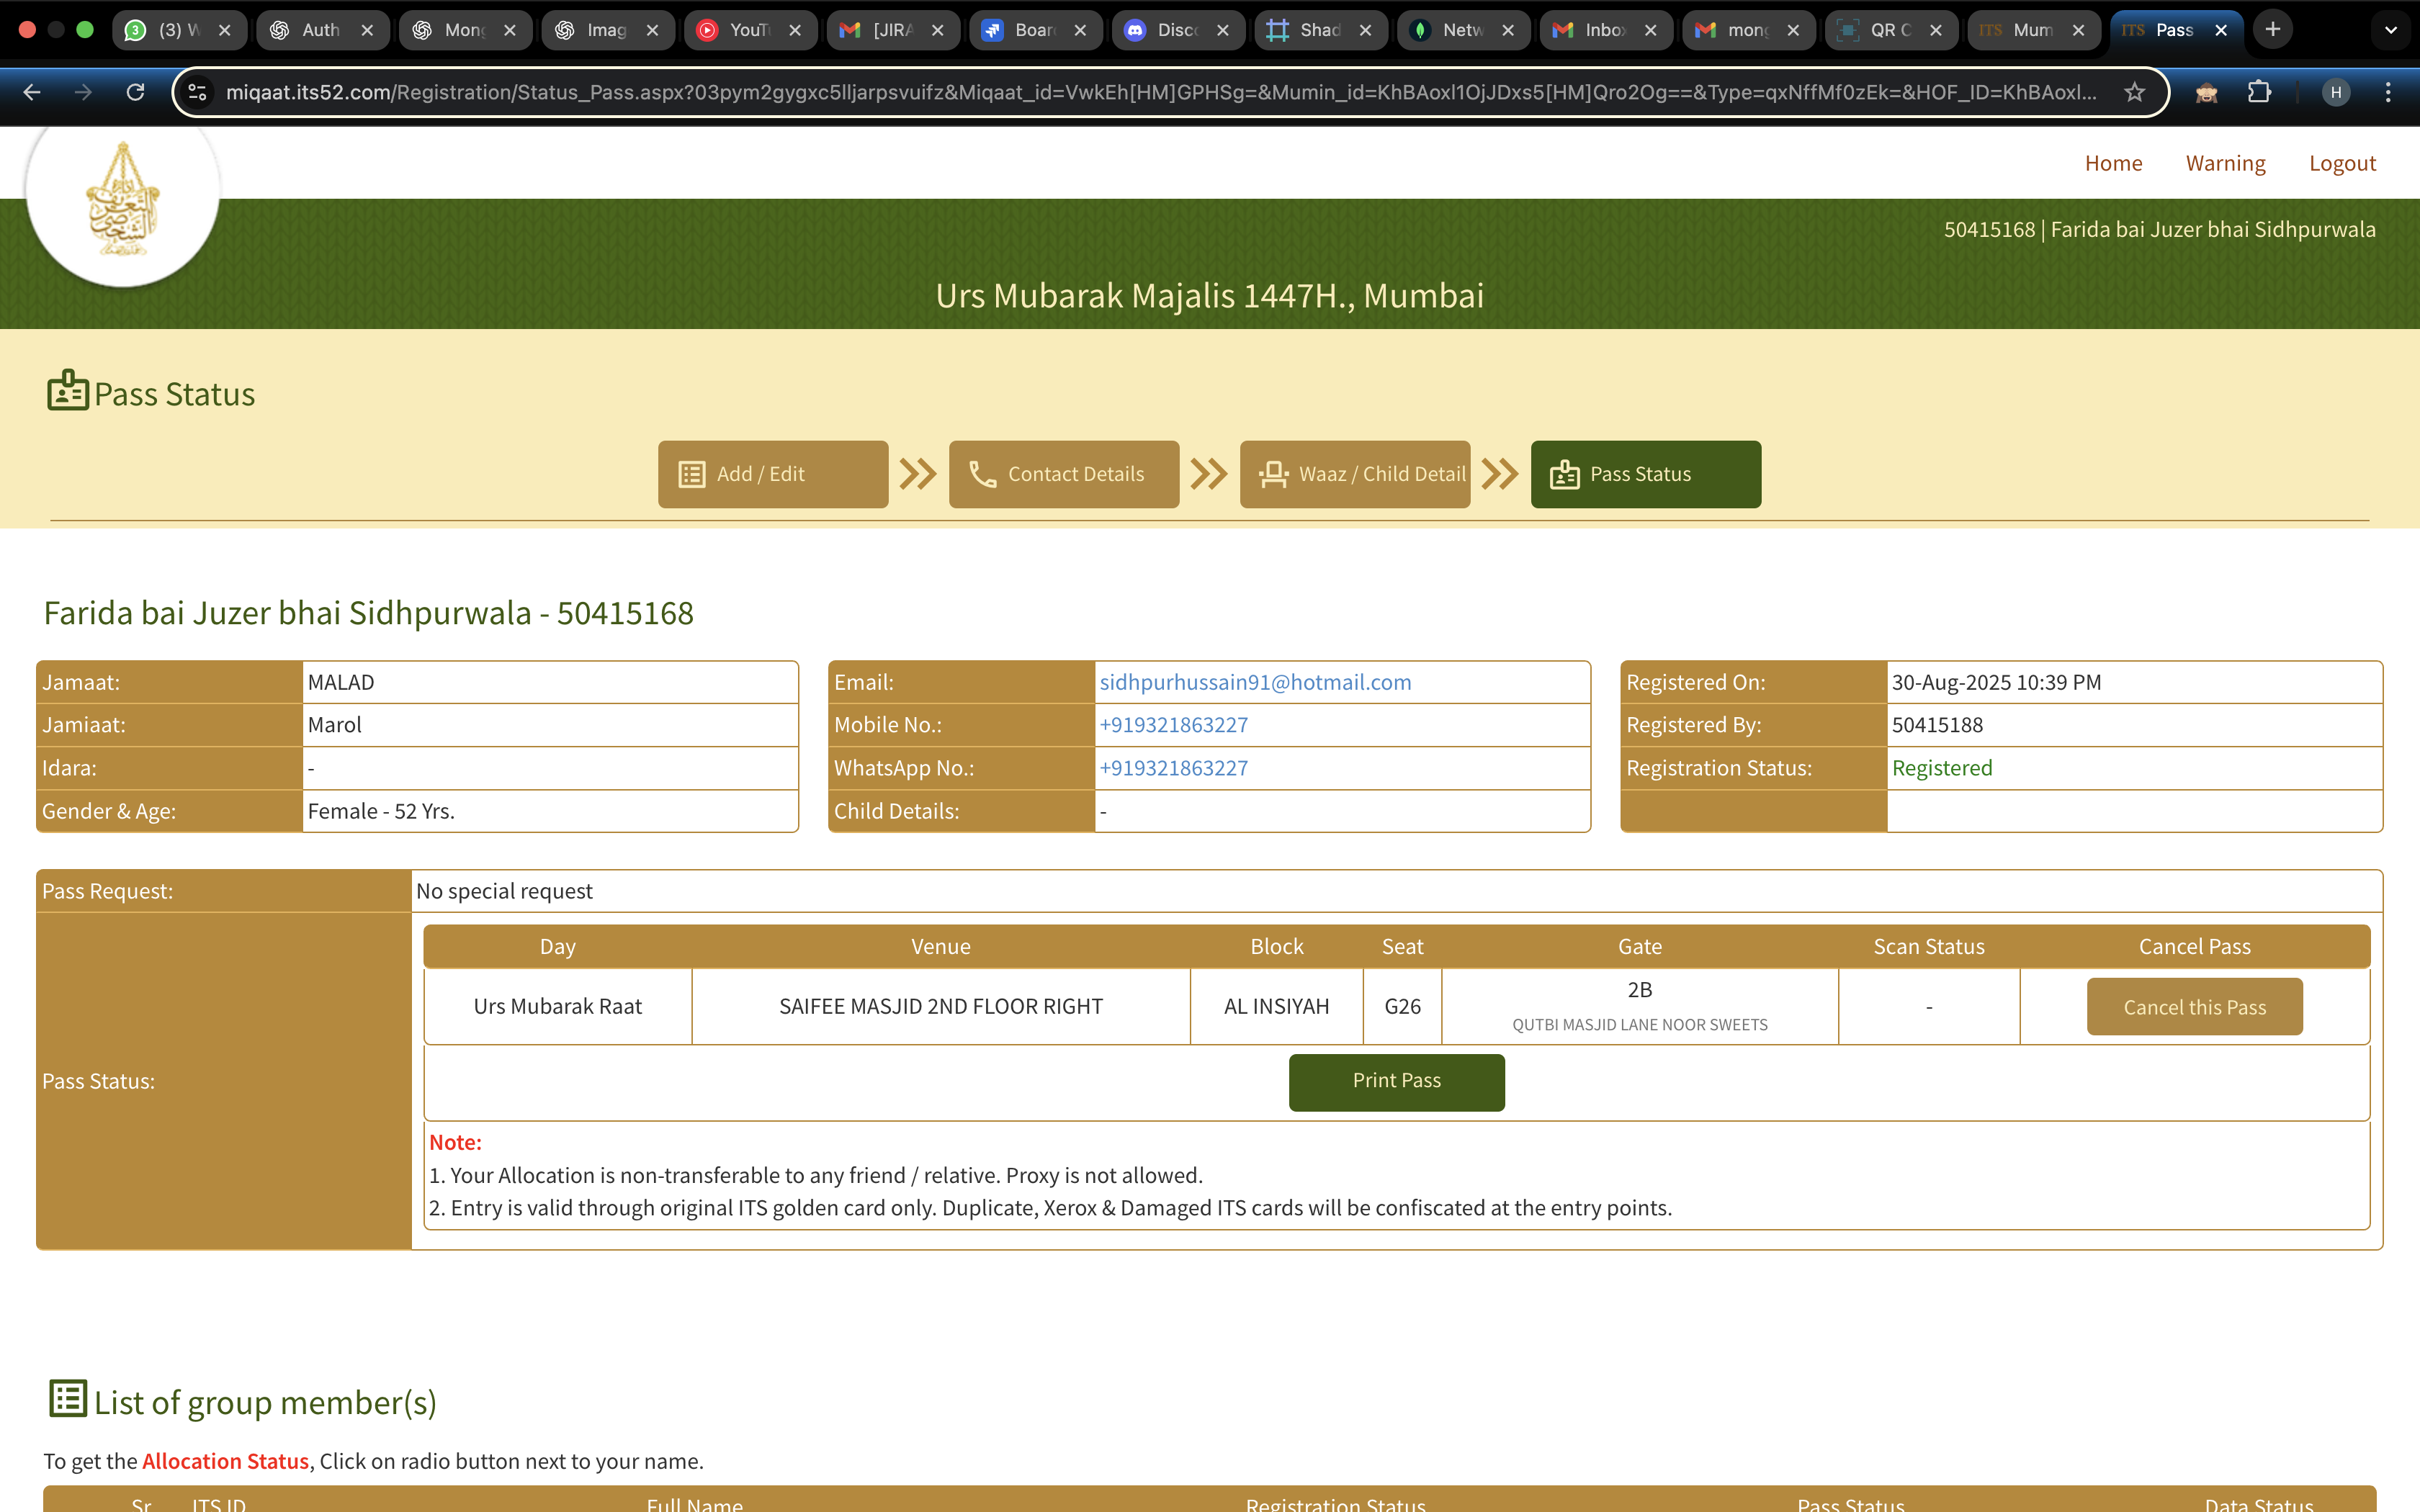 (3) W
Auth
Mong
Imag
YouT
[JIRA
Boar
Disc
Shad
Netw
Inbox
mong
QR C
ITS Mum
ITS Pass
miqaat.its52.com/Registration/Status_Pass.aspx?03pym2gygxc5lljarpsvuifz&Miqaat_id=VwkEh[HM]GPHSg=&Mumin_id=KhBAoxl1OjJDxs5[HM]Qro2Og==&Type=qxNffMf0zEk=&HOF_ID=KhBAoxl...
H
Home Warning Logout
50415168 | Farida bai Juzer bhai Sidhpurwala
Urs Mubarak Majalis 1447H., Mumbai
Pass Status
Add / Edit
Contact Details
Waaz / Child Detail
Pass Status
Farida bai Juzer bhai Sidhpurwala - 50415168
Jamaat: MALAD
Jamiaat: Marol
Idara: -
Gender & Age: Female - 52 Yrs.
Email: sidhpurhussain91@hotmail.com
Mobile No.: +919321863227
WhatsApp No.: +919321863227
Child Details: -
Registered On: 30-Aug-2025 10:39 PM
Registered By: 50415188
Registration Status: Registered
Pass Request: No special request
Pass Status:
Day Venue Block Seat Gate Scan Status Cancel Pass
Urs Mubarak Raat SAIFEE MASJID 2ND FLOOR RIGHT AL INSIYAH G26 2B - Cancel this Pass
QUTBI MASJID LANE NOOR SWEETS
Print Pass
Note:
1. Your Allocation is non-transferable to any friend / relative. Proxy is not allowed.
2. Entry is valid through original ITS golden card only. Duplicate, Xerox & Damaged ITS cards will be confiscated at the entry points.
List of group member(s)
To get the Allocation Status, Click on radio button next to your name.
Sr ITS ID Full Name Registration Status Pass Status Data Status